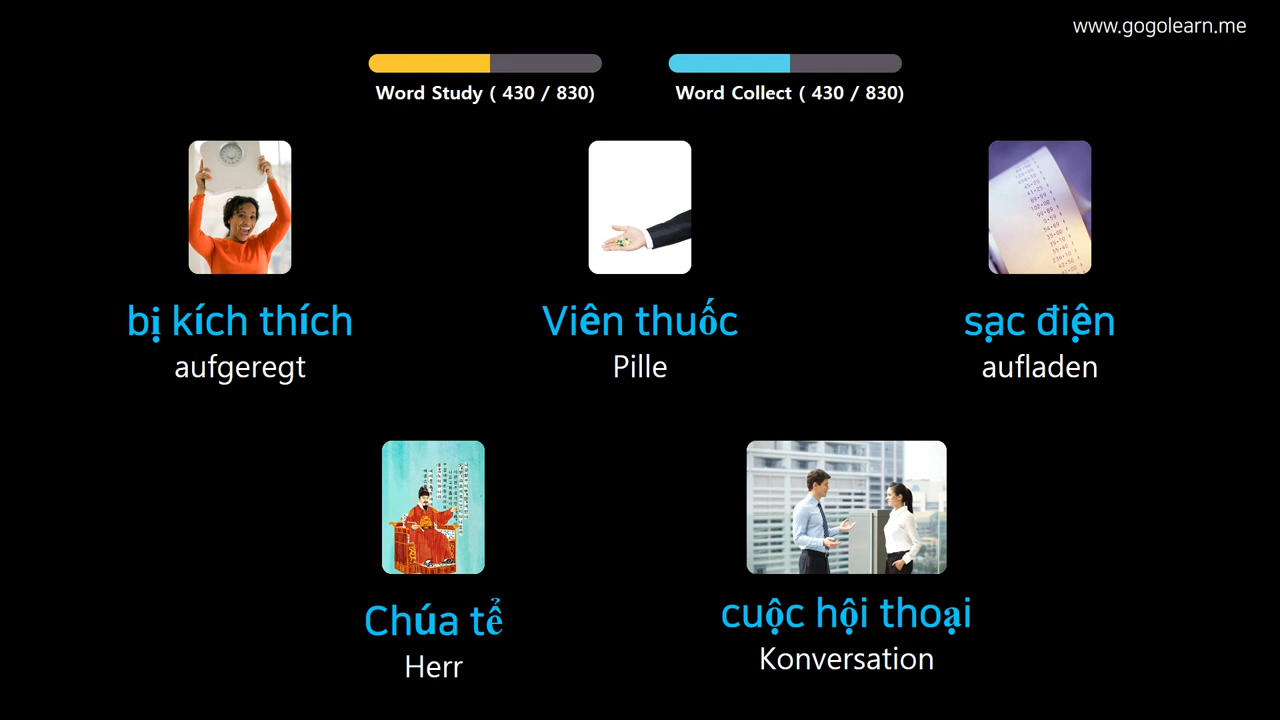 www.gogolearn.me
Word Study ( 430 / 830)
Word Collect ( 430 / 830)
bị kích thích
aufgeregt
Viên thuốc
Pille
sạc điện
aufladen
Chúa tể
Herr
cuộc hội thoại
Konversation